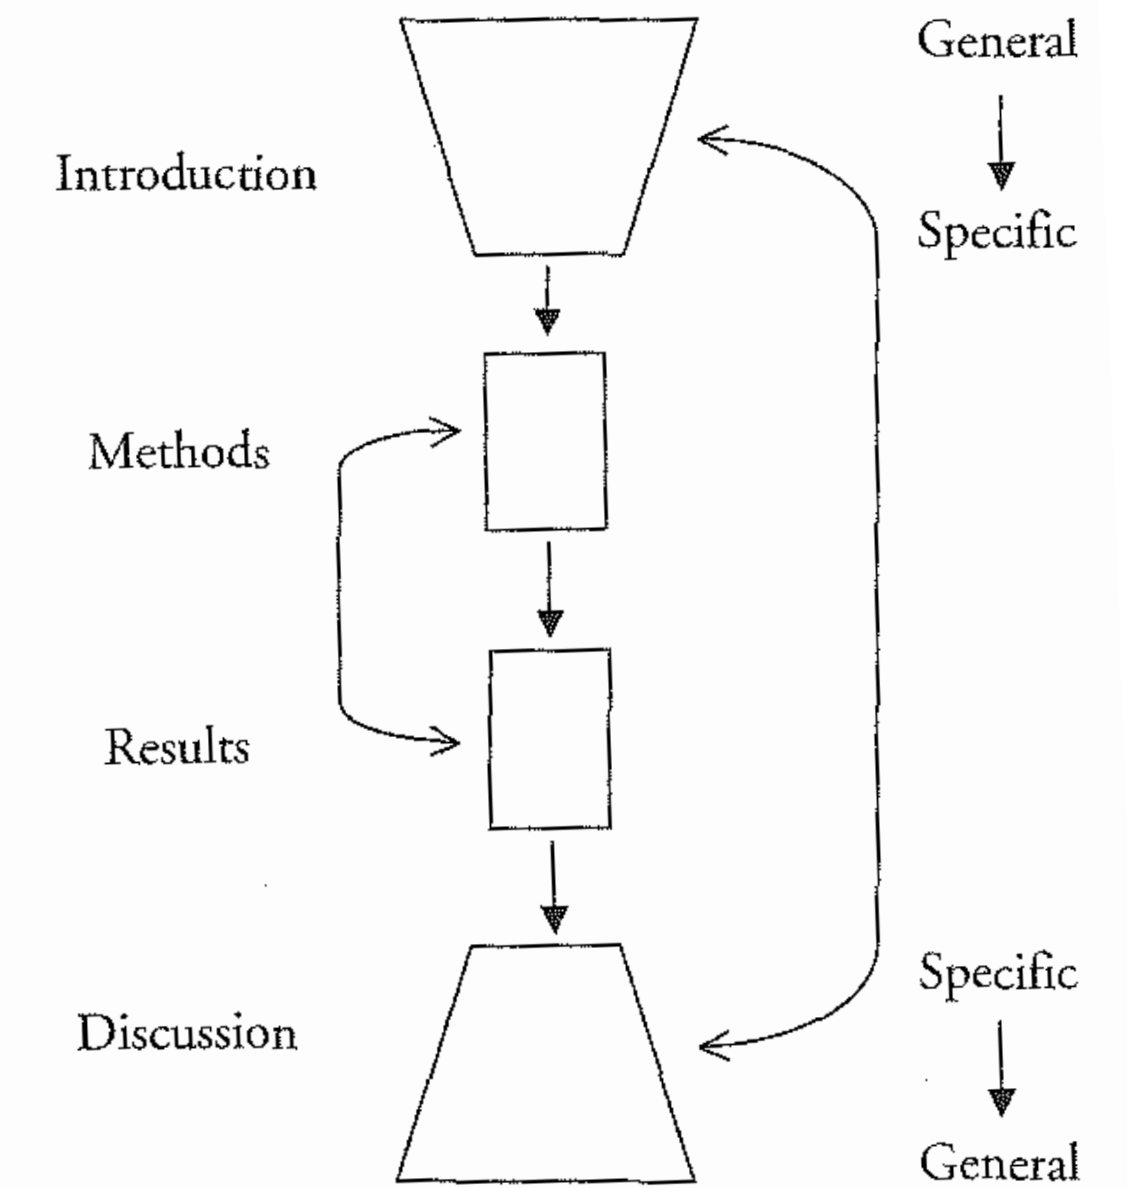 General
Introduction
Specific
Methods
Results
Specific
Discussion
General